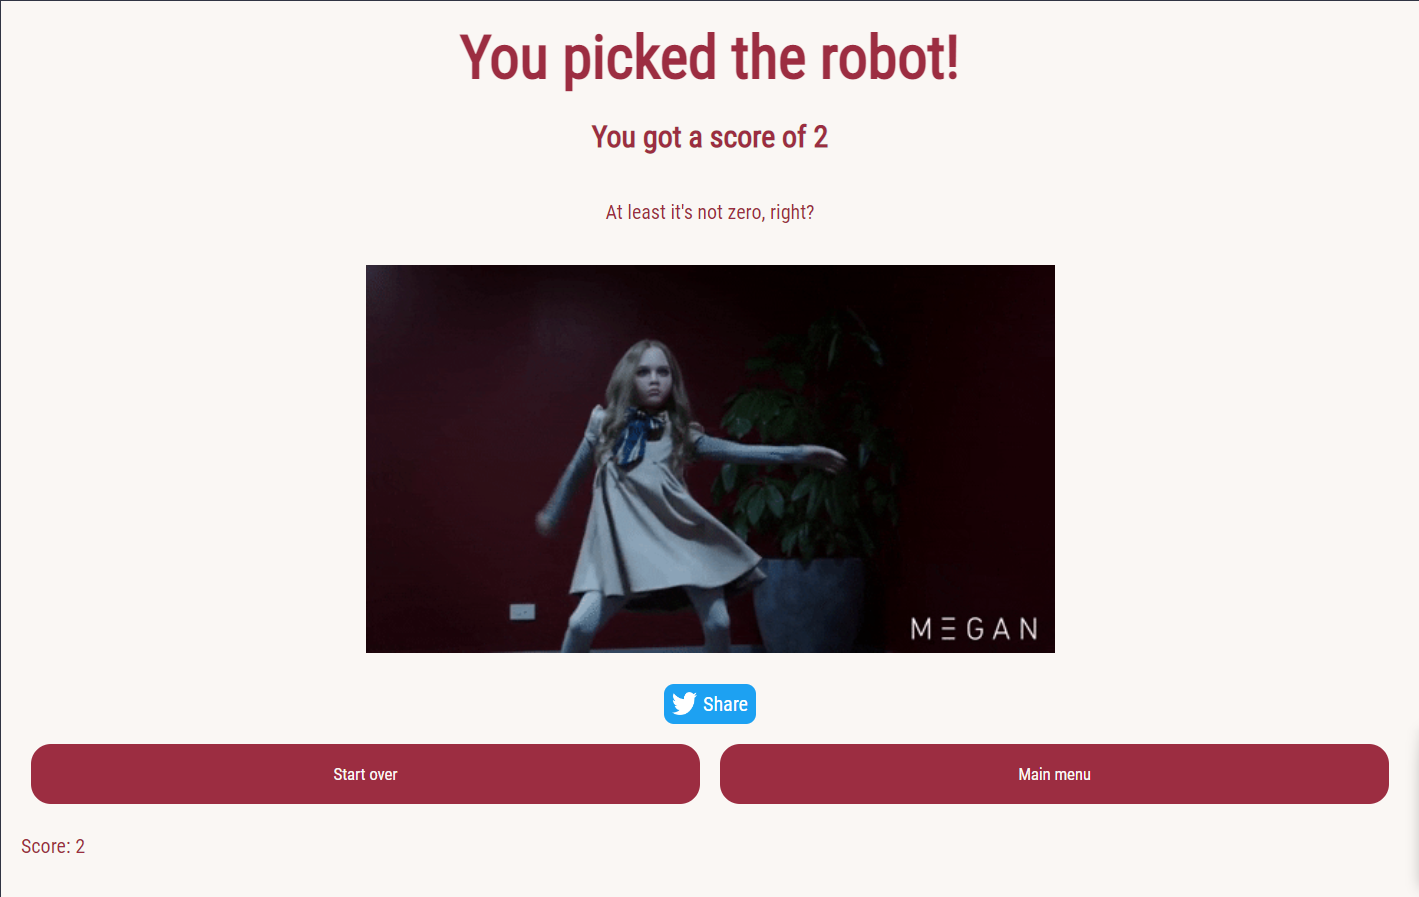 You picked the robot!
You got a score of 2
At least it's not zero, right?
M Ξ G A N
Share
Start over
Main menu
Score: 2